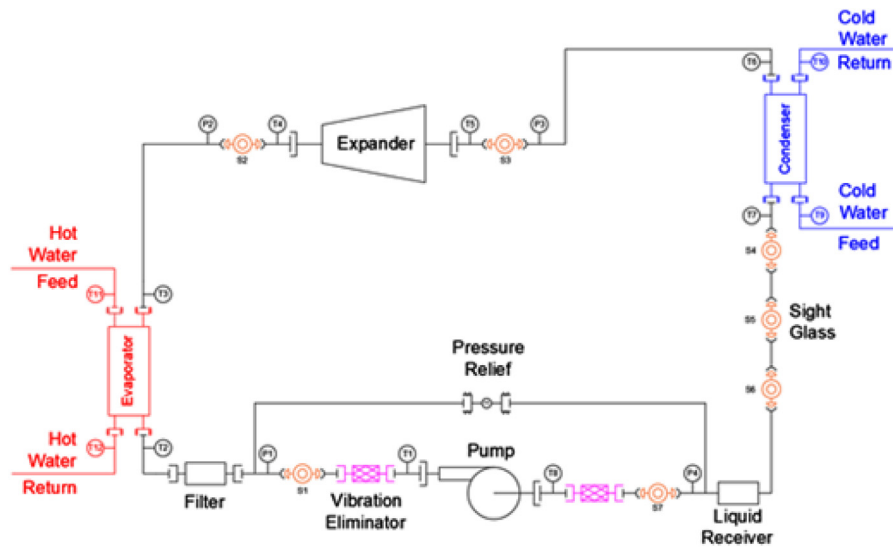 Cold
Water
Return
T6
T10
P2
T4
T5
P3
S2
Expander
S3
Condenser
Cold
Water
Feed
T7
T9
S4
Hot
Water
Feed
T11
T3
S5
Sight
Glass
Evaporator
Pressure
Relief
S6
Hot
Water
Return
T12
T2
P1
T1
Pump
T8
P4
S1
S7
Filter
Vibration
Eliminator
Liquid
Receiver